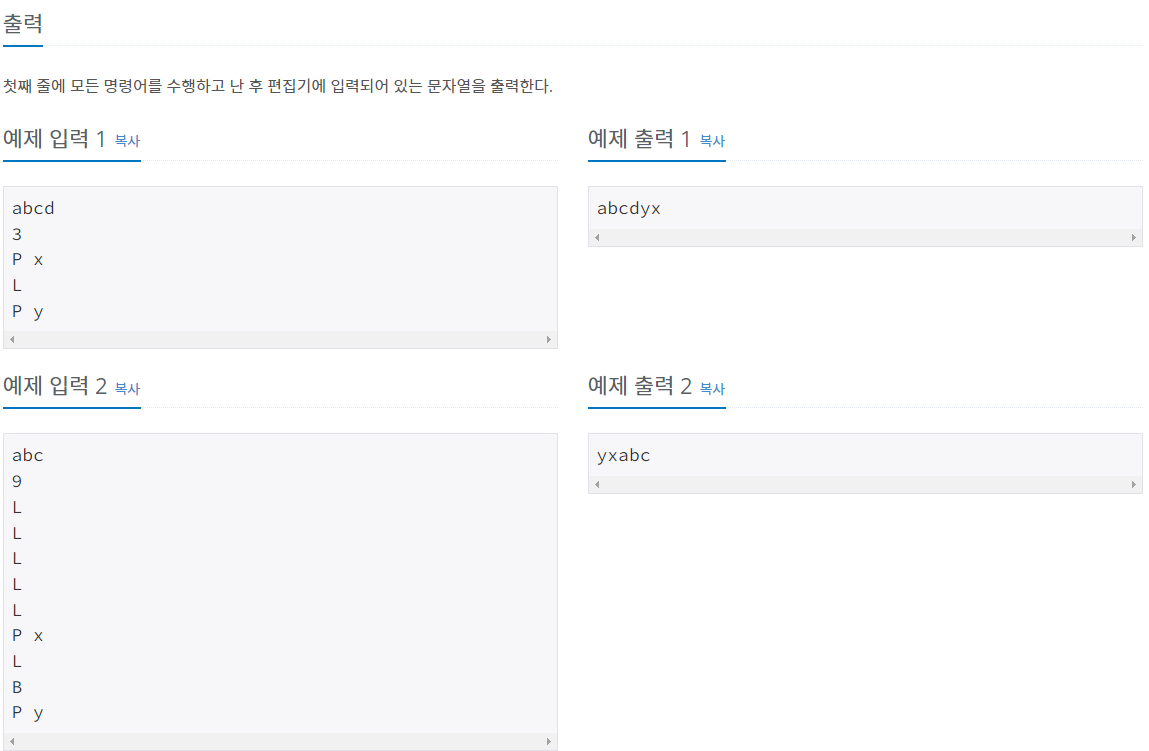 출력
첫째 줄에 모든 명령어를 수행하고 난 후 편집기에 입력되어 있는 문자열을 출력한다.
예제 입력 1 복사
abcd
3
P x
L
P y
예제 출력 1 복사
abcdyx
예제 입력 2 복사
abc
9
L
L
L
L
L
P x
L
B
P y
예제 출력 2 복사
yxabc